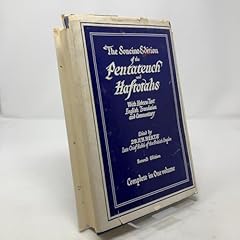 The Soncino Edition
of the
Pentateuch
and
Haftorahs
With Hebrew Text
English Translation
and Commentary
Edited by
DR. J. H. HERTZ
Late Chief Rabbi of the British Empire
Second Edition
Complete in One volume